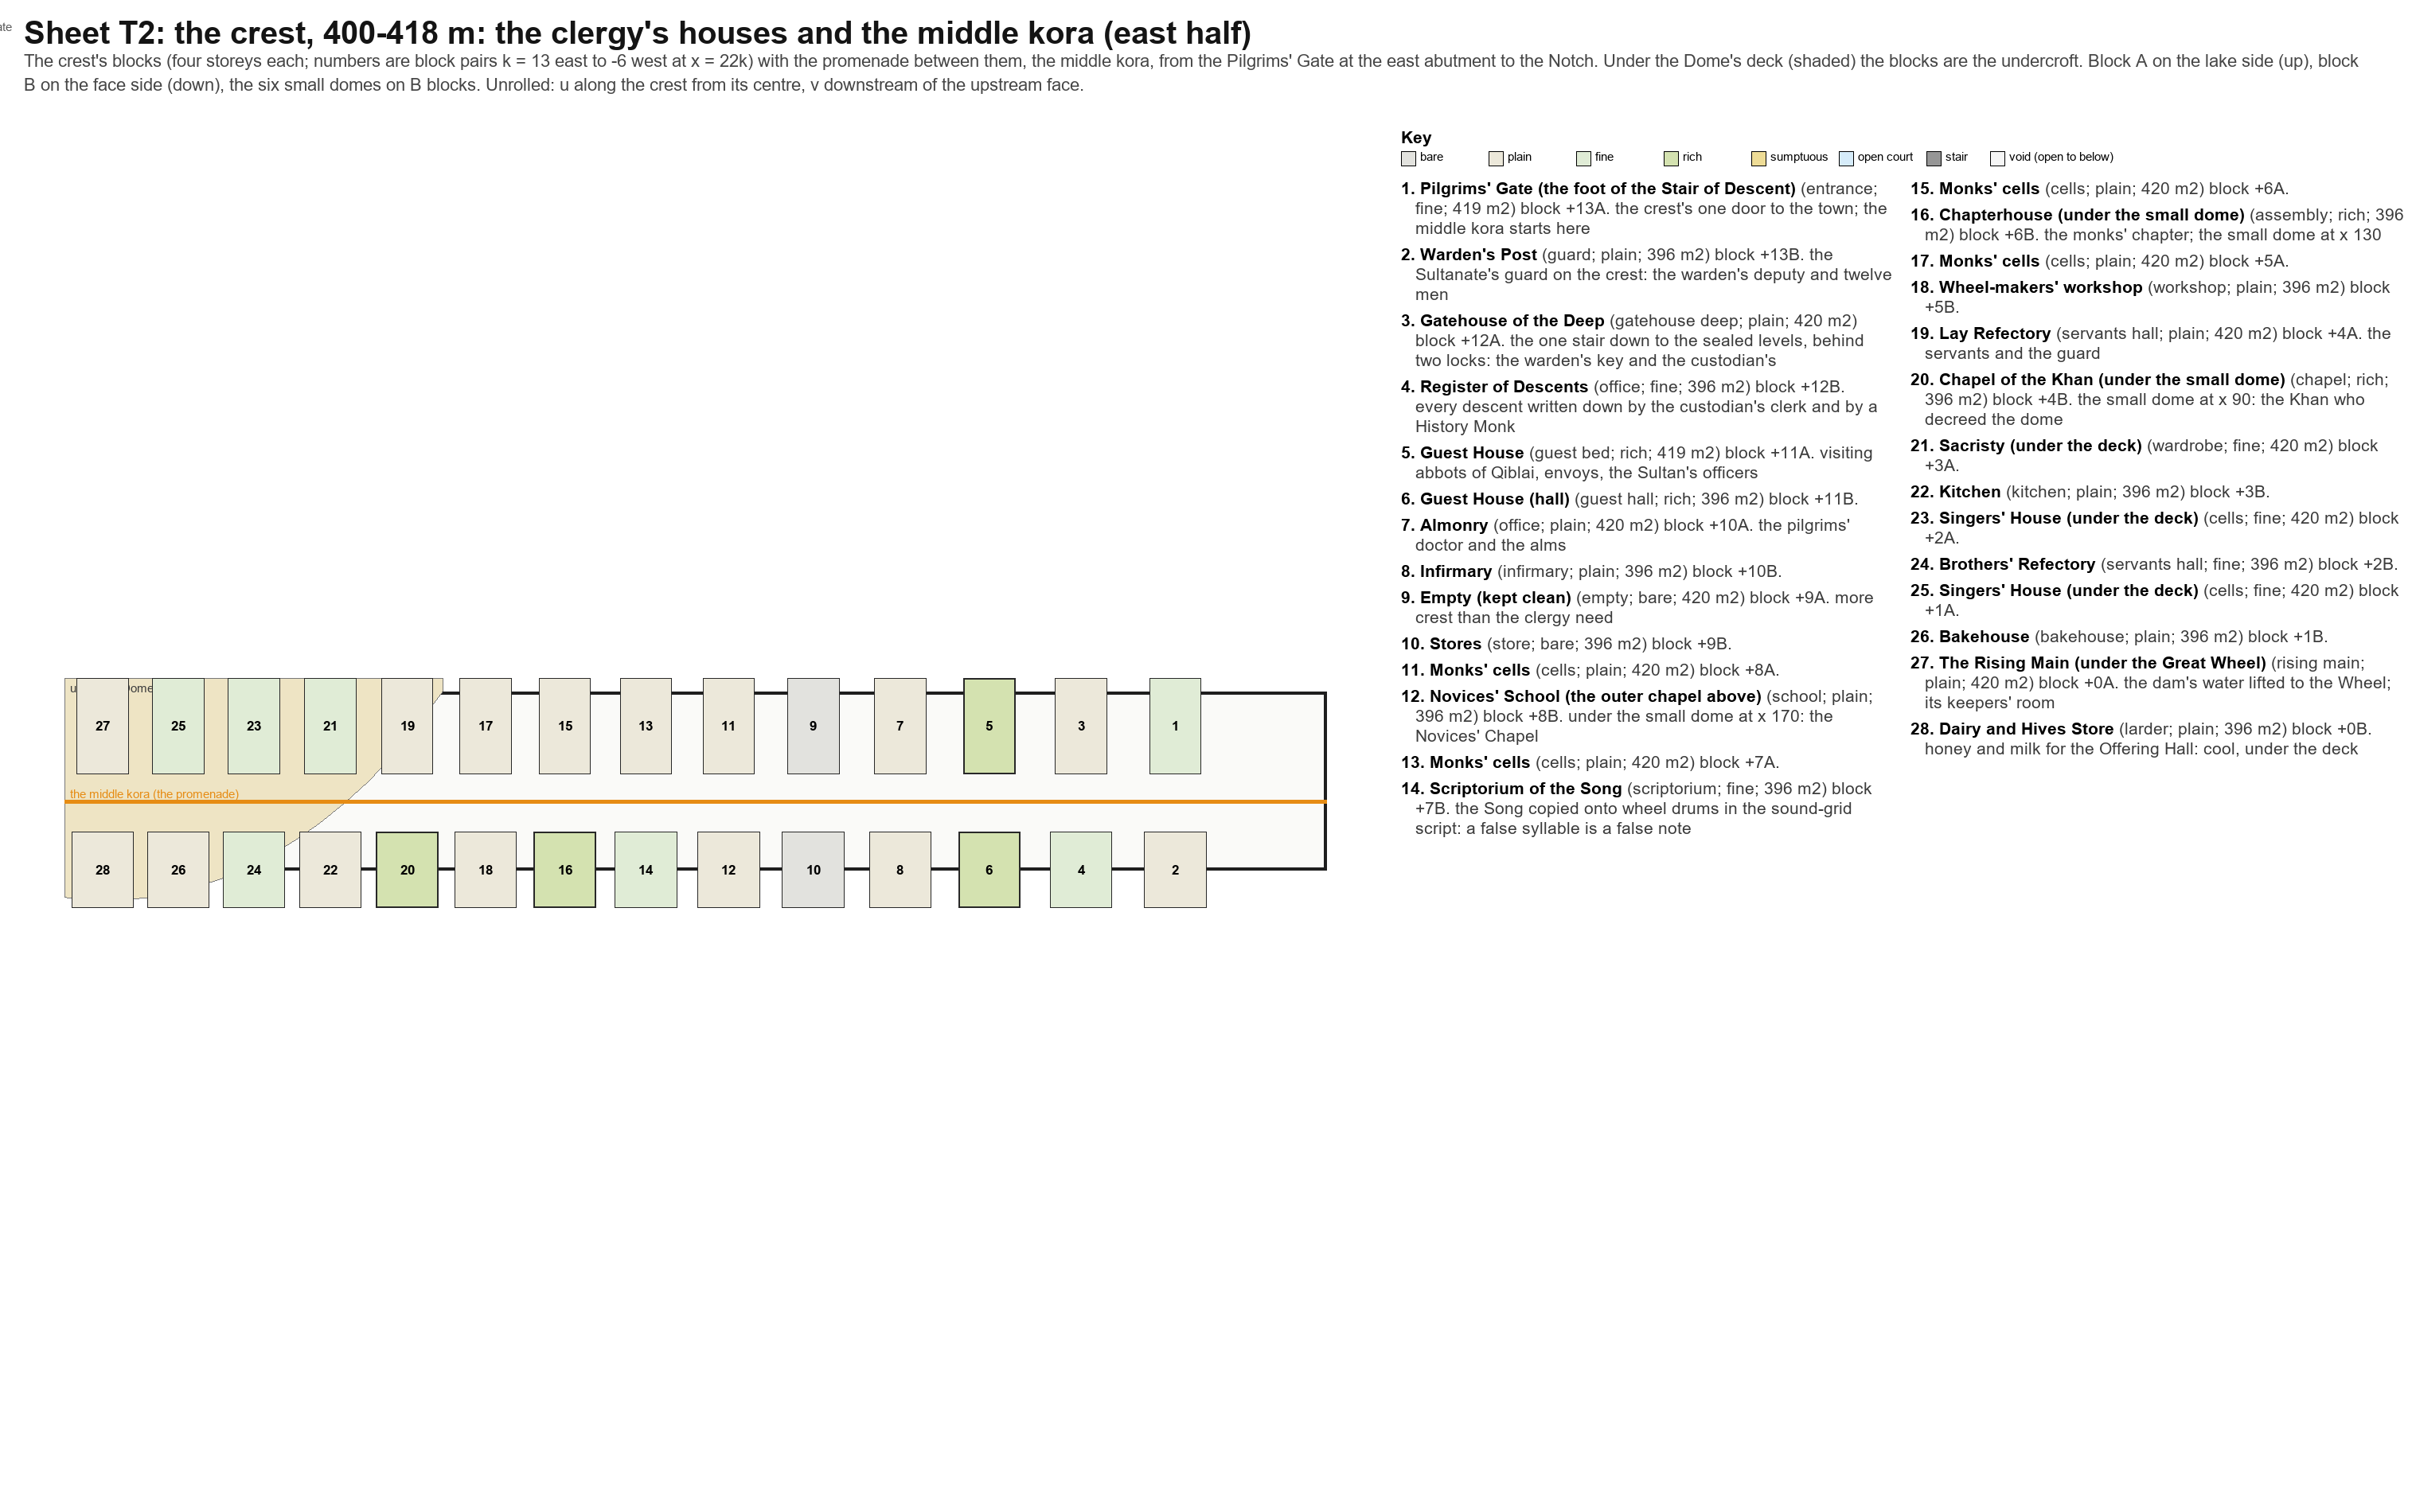 ate
Sheet T2: the crest, 400-418 m: the clergy's houses and the middle kora (east half)
The crest's blocks (four storeys each; numbers are block pairs k = 13 east to -6 west at x = 22k) with the promenade between them, the middle kora, from the Pilgrims' Gate at the east abutment to the Notch. Under the Dome's deck (shaded) the blocks are the undercroft. Block A on the lake side (up), block
B on the face side (down), the six small domes on B blocks. Unrolled: u along the crest from its centre, v downstream of the upstream face.
Key
bare plain fine rich sumptuous open court stair void (open to below)
1. Pilgrims' Gate (the foot of the Stair of Descent) (entrance;
fine; 419 m2) block +13A. the crest's one door to the town; the
middle kora starts here
2. Warden's Post (guard; plain; 396 m2) block +13B. the
Sultanate's guard on the crest: the warden's deputy and twelve
men
3. Gatehouse of the Deep (gatehouse deep; plain; 420 m2)
block +12A. the one stair down to the sealed levels, behind
two locks: the warden's key and the custodian's
4. Register of Descents (office; fine; 396 m2) block +12B.
every descent written down by the custodian's clerk and by a
History Monk
5. Guest House (guest bed; rich; 419 m2) block +11A. visiting
abbots of Qiblai, envoys, the Sultan's officers
6. Guest House (hall) (guest hall; rich; 396 m2) block +11B.
7. Almonry (office; plain; 420 m2) block +10A. the pilgrims'
doctor and the alms
8. Infirmary (infirmary; plain; 396 m2) block +10B.
9. Empty (kept clean) (empty; bare; 420 m2) block +9A. more
crest than the clergy need
10. Stores (store; bare; 396 m2) block +9B.
11. Monks' cells (cells; plain; 420 m2) block +8A.
12. Novices' School (the outer chapel above) (school; plain;
396 m2) block +8B. under the small dome at x 170: the
Novices' Chapel
13. Monks' cells (cells; plain; 420 m2) block +7A.
14. Scriptorium of the Song (scriptorium; fine; 396 m2) block
+7B. the Song copied onto wheel drums in the sound-grid
script: a false syllable is a false note
15. Monks' cells (cells; plain; 420 m2) block +6A.
16. Chapterhouse (under the small dome) (assembly; rich; 396
m2) block +6B. the monks' chapter; the small dome at x 130
17. Monks' cells (cells; plain; 420 m2) block +5A.
18. Wheel-makers' workshop (workshop; plain; 396 m2) block
+5B.
19. Lay Refectory (servants hall; plain; 420 m2) block +4A. the
servants and the guard
20. Chapel of the Khan (under the small dome) (chapel; rich;
396 m2) block +4B. the small dome at x 90: the Khan who
decreed the dome
21. Sacristy (under the deck) (wardrobe; fine; 420 m2) block
+3A.
22. Kitchen (kitchen; plain; 396 m2) block +3B.
23. Singers' House (under the deck) (cells; fine; 420 m2) block
+2A.
24. Brothers' Refectory (servants hall; fine; 396 m2) block +2B.
25. Singers' House (under the deck) (cells; fine; 420 m2) block
+1A.
26. Bakehouse (bakehouse; plain; 396 m2) block +1B.
27. The Rising Main (under the Great Wheel) (rising main;
plain; 420 m2) block +0A. the dam's water lifted to the Wheel;
its keepers' room
28. Dairy and Hives Store (larder; plain; 396 m2) block +0B.
honey and milk for the Offering Hall: cool, under the deck
27 25 23 21 19 17 15 13 11 9 7 5 3 1
the middle kora (the promenade)
28 26 24 22 20 18 16 14 12 10 8 6 4 2